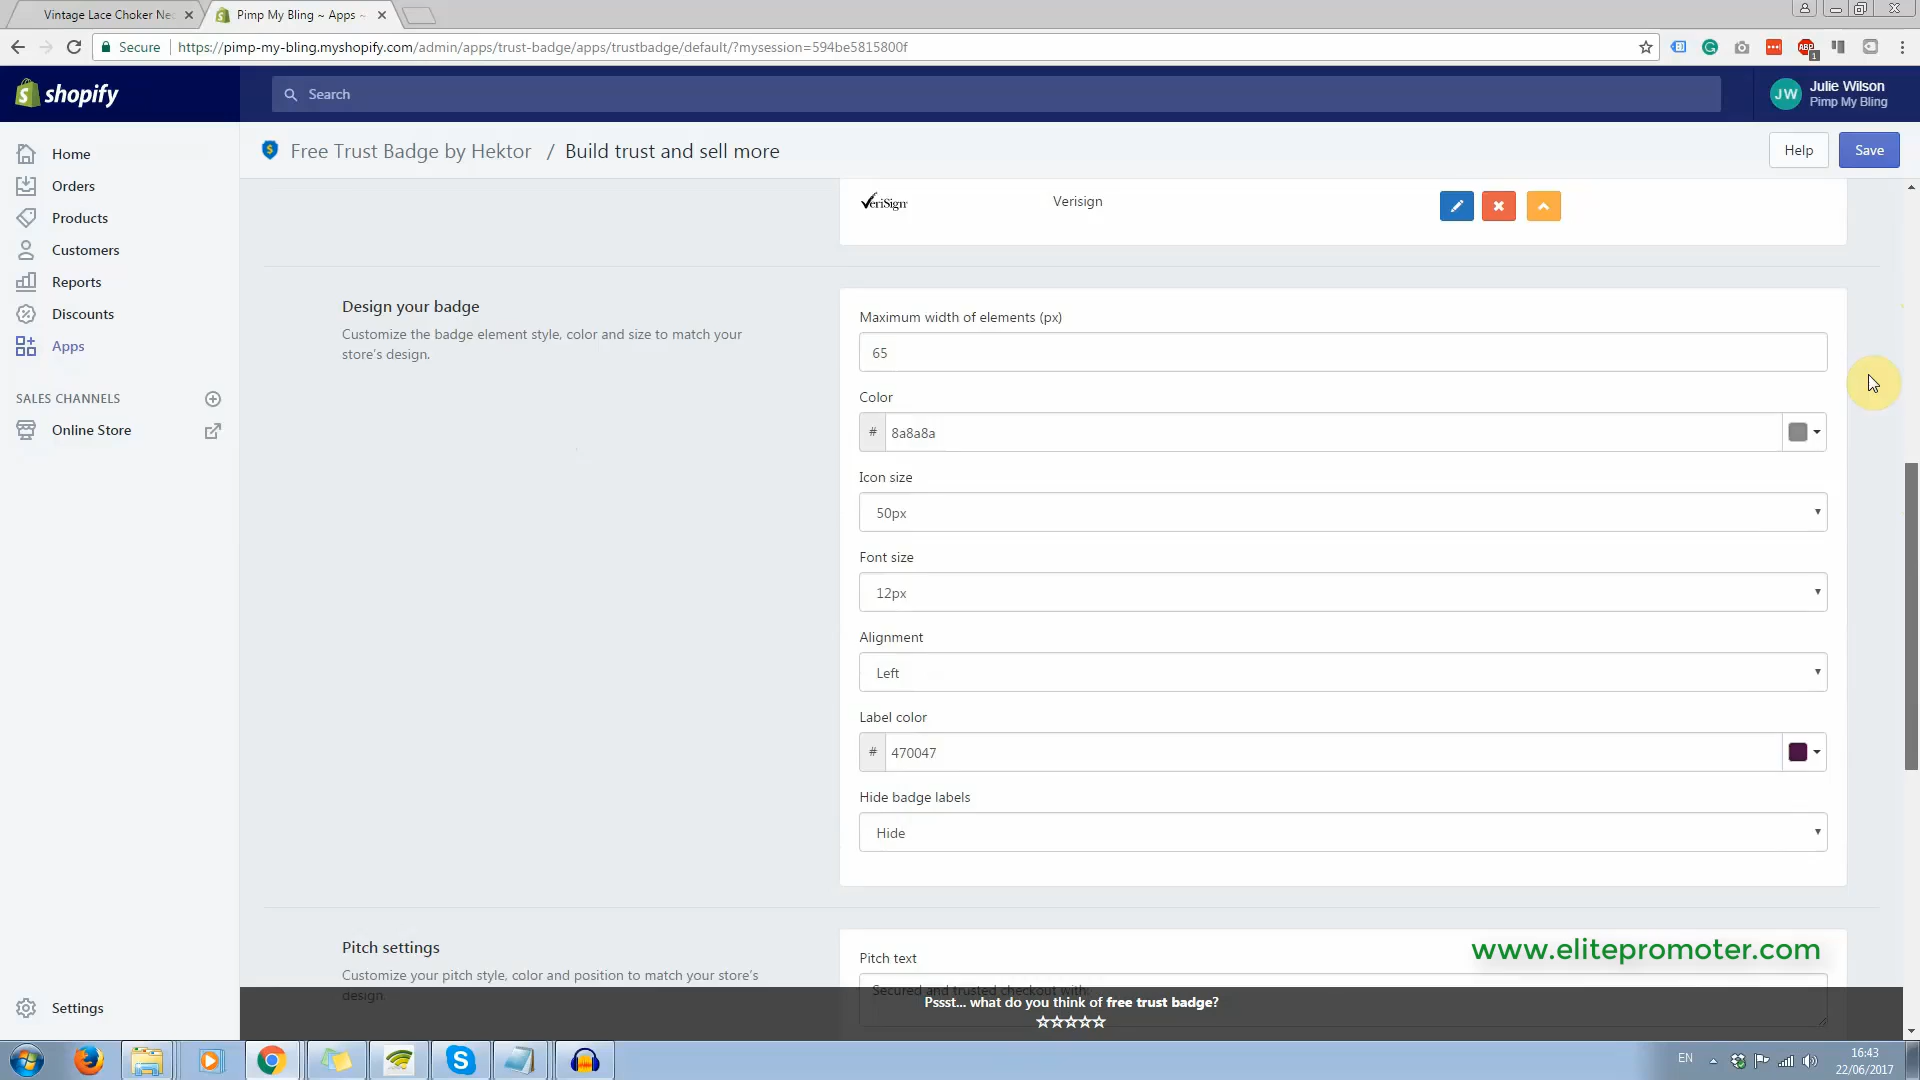 Vintage Lace Choker Nec
Pimp My Bling ~ Apps ~
Secure
https://pimp-my-bling.myshopify.com/admin/apps/trust-badge/apps/trustbadge/default/?mysession=594be5815800f
ABP
1
shopify
Search
JW
Julie Wilson
Pimp My Bling
Free Trust Badge by Hektor / Build trust and sell more
Help
Save
Home
Orders
Products
Customers
Reports
Discounts
Apps
SALES CHANNELS
Online Store
Settings
VeriSign
Verisign
Design your badge
Customize the badge element style, color and size to match your
store's design.
Maximum width of elements (px)
65
Color
# 8a8a8a
Icon size
50px
Font size
12px
Alignment
Left
Label color
# 470047
Hide badge labels
Hide
Pitch settings
Customize your pitch style, color and position to match your store's
design.
Pitch text
Secured and trusted checkout with
www.elitepromoter.com
Pssst... what do you think of free trust badge?
EN
16:43
22/06/2017